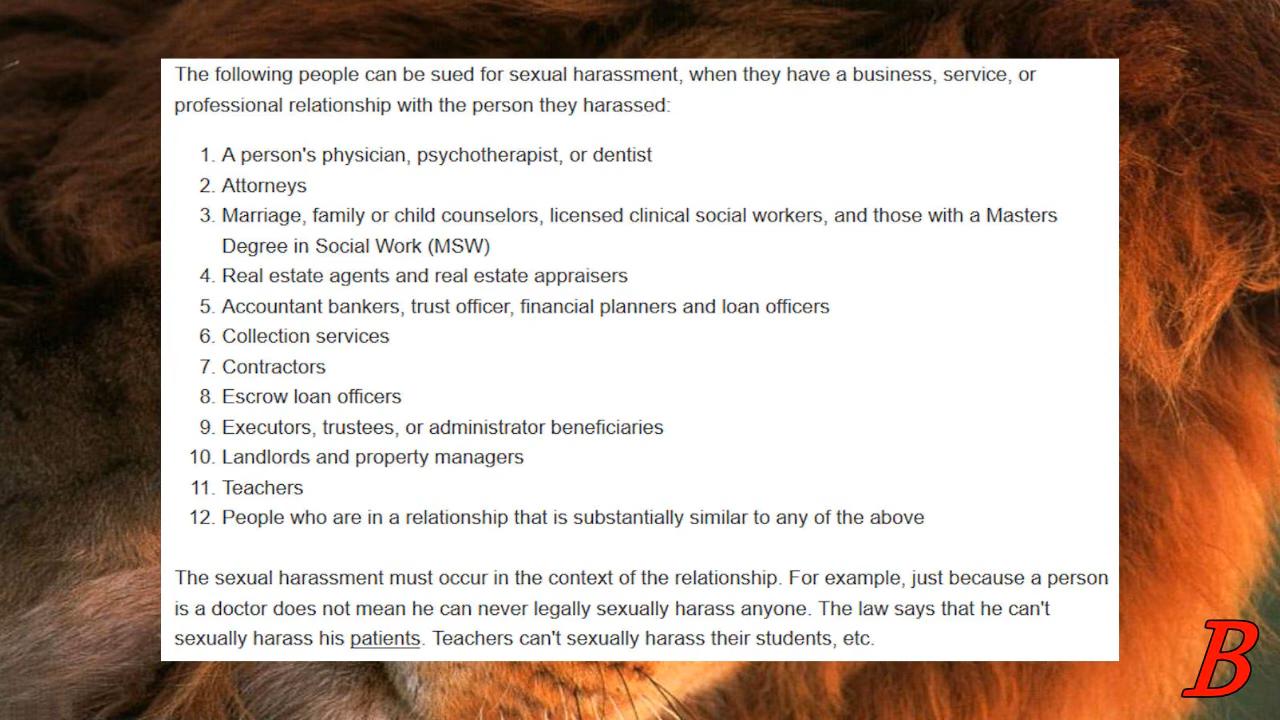 The following people can be sued for sexual harassment, when they have a business, service, or
professional relationship with the person they harassed:
1. A person's physician, psychotherapist, or dentist
2. Attorneys
3. Marriage, family or child counselors, licensed clinical social workers, and those with a Masters
Degree in Social Work (MSW)
4. Real estate agents and real estate appraisers
5. Accountant bankers, trust officer, financial planners and loan officers
6. Collection services
7. Contractors
8. Escrow loan officers
9. Executors, trustees, or administrator beneficiaries
10. Landlords and property managers
11. Teachers
12. People who are in a relationship that is substantially similar to any of the above
The sexual harassment must occur in the context of the relationship. For example, just because a person
is a doctor does not mean he can never legally sexually harass anyone. The law says that he can't
sexually harass his patients. Teachers can't sexually harass their students, etc.
B